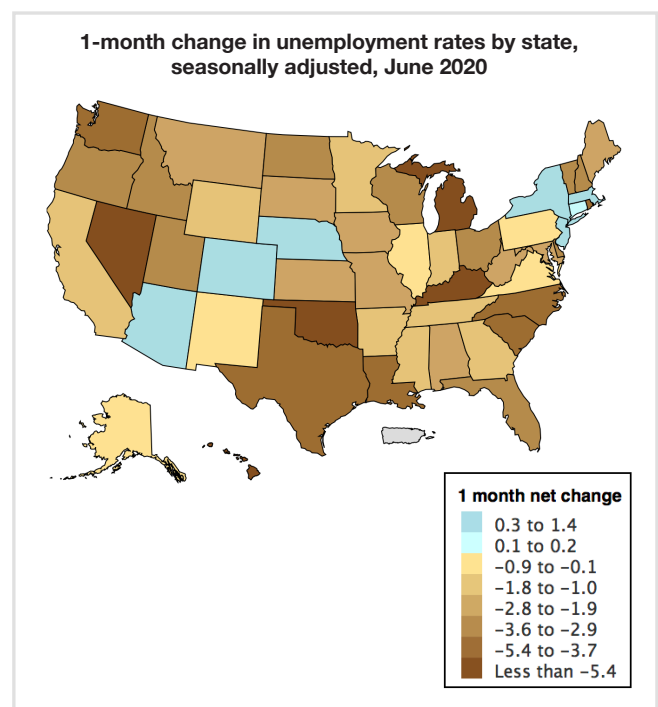 1-month change in unemployment rates by state,
seasonally adjusted, June 2020
1 month net change
0.3 to 1.4
0.1 to 0.2
−0.9 to −0.1
−1.8 to −1.0
−2.8 to −1.9
−3.6 to −2.9
−5.4 to −3.7
Less than −5.4